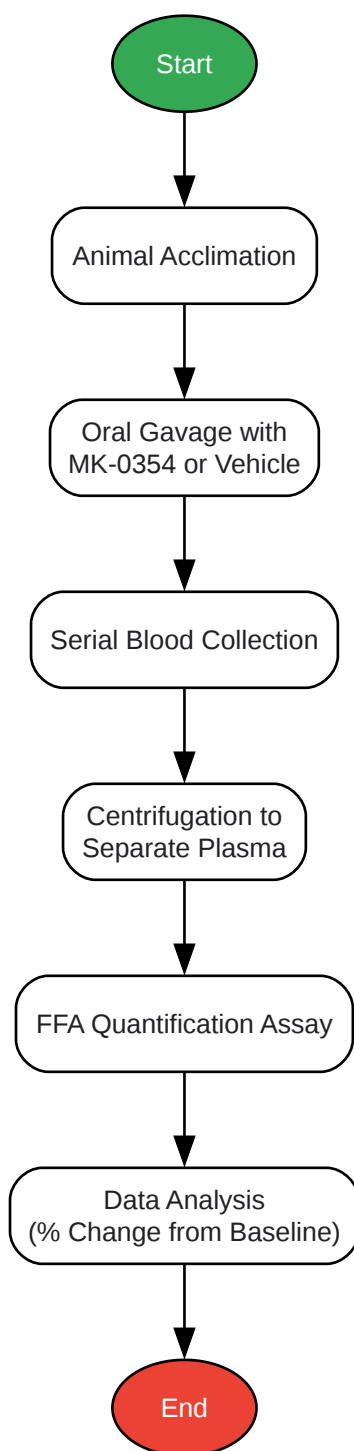 Start
Animal Acclimation
Oral Gavage with
MK-0354 or Vehicle
Serial Blood Collection
Centrifugation to
Separate Plasma
FFA Quantification Assay
Data Analysis
(% Change from Baseline)
End